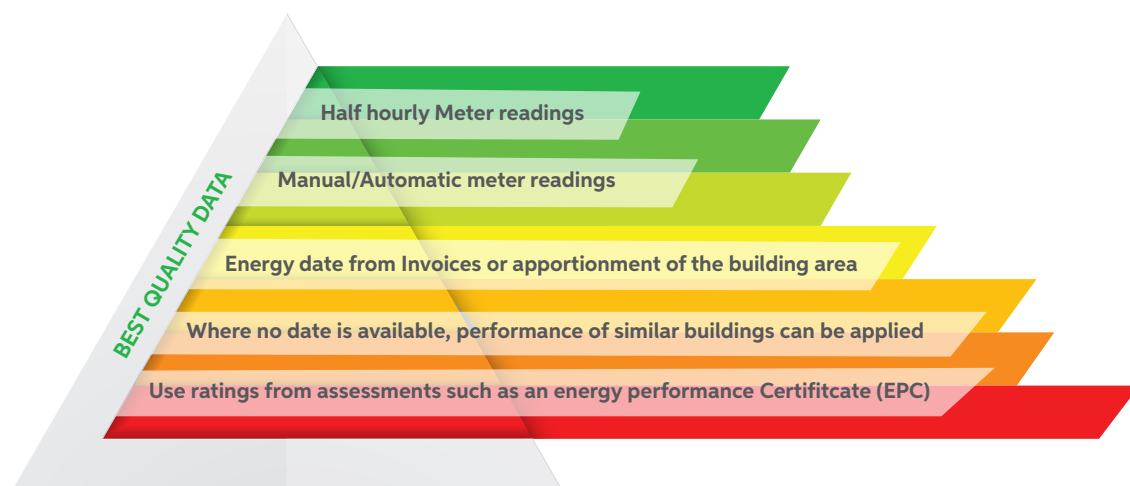 BEST QUALITY DATA
Half hourly Meter readings
Manual/Automatic meter readings
Energy date from Invoices or apportionment of the building area
Where no date is available, performance of similar buildings can be applied
Use ratings from assessments such as an energy performance Certifitcate (EPC)